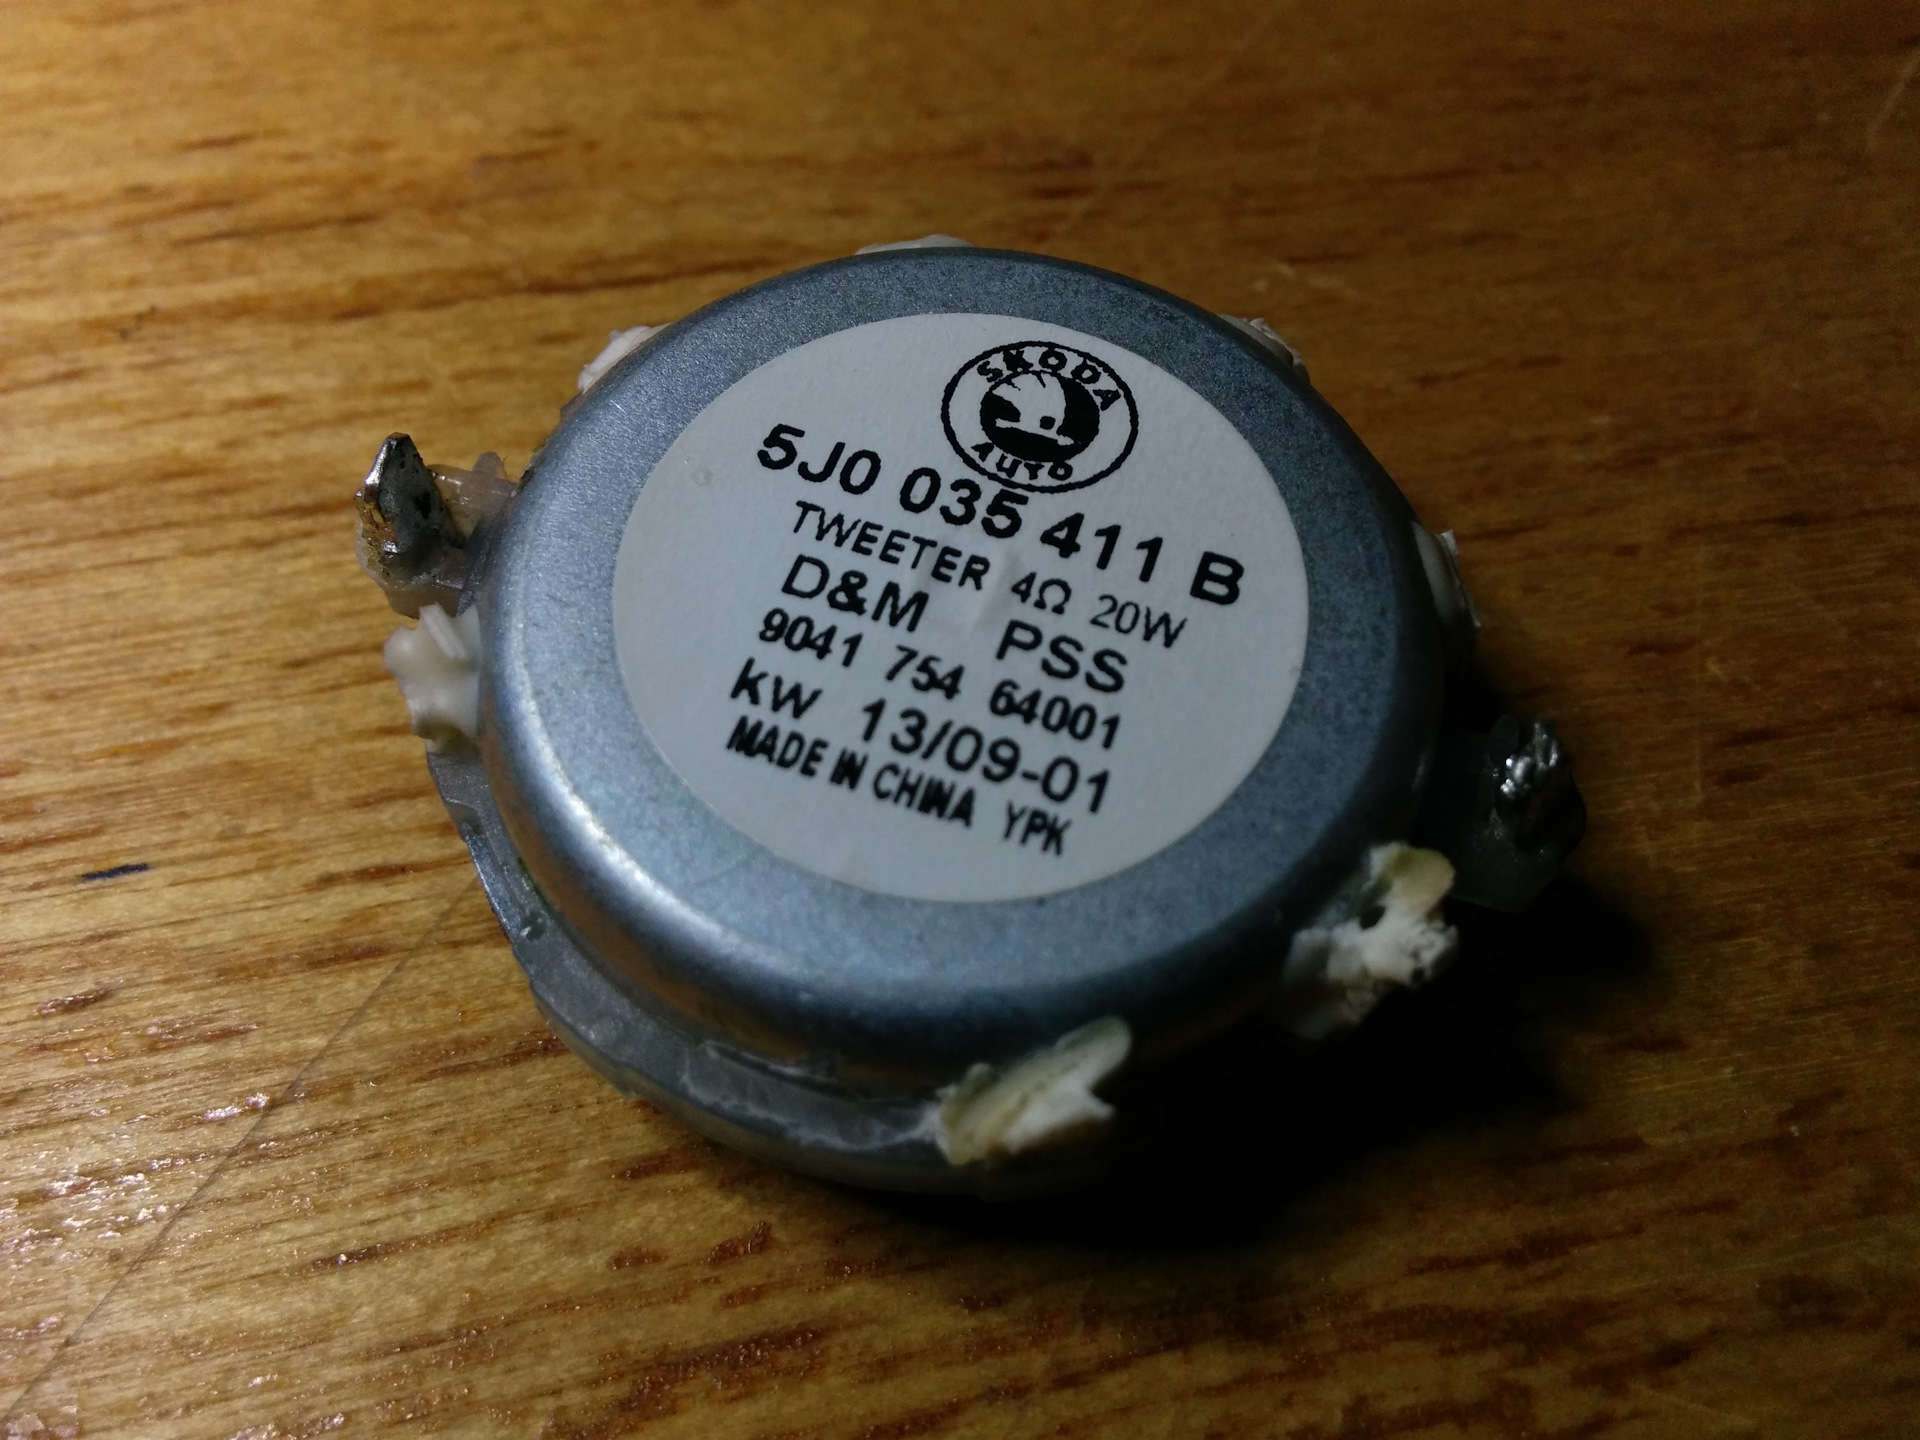 SKODA
AUTO
5J0 035 411 B
TWEETER 4Ω 20W
D&M PSS
9041 754 64001
KW 13/09-01
MADE IN CHINA YPK